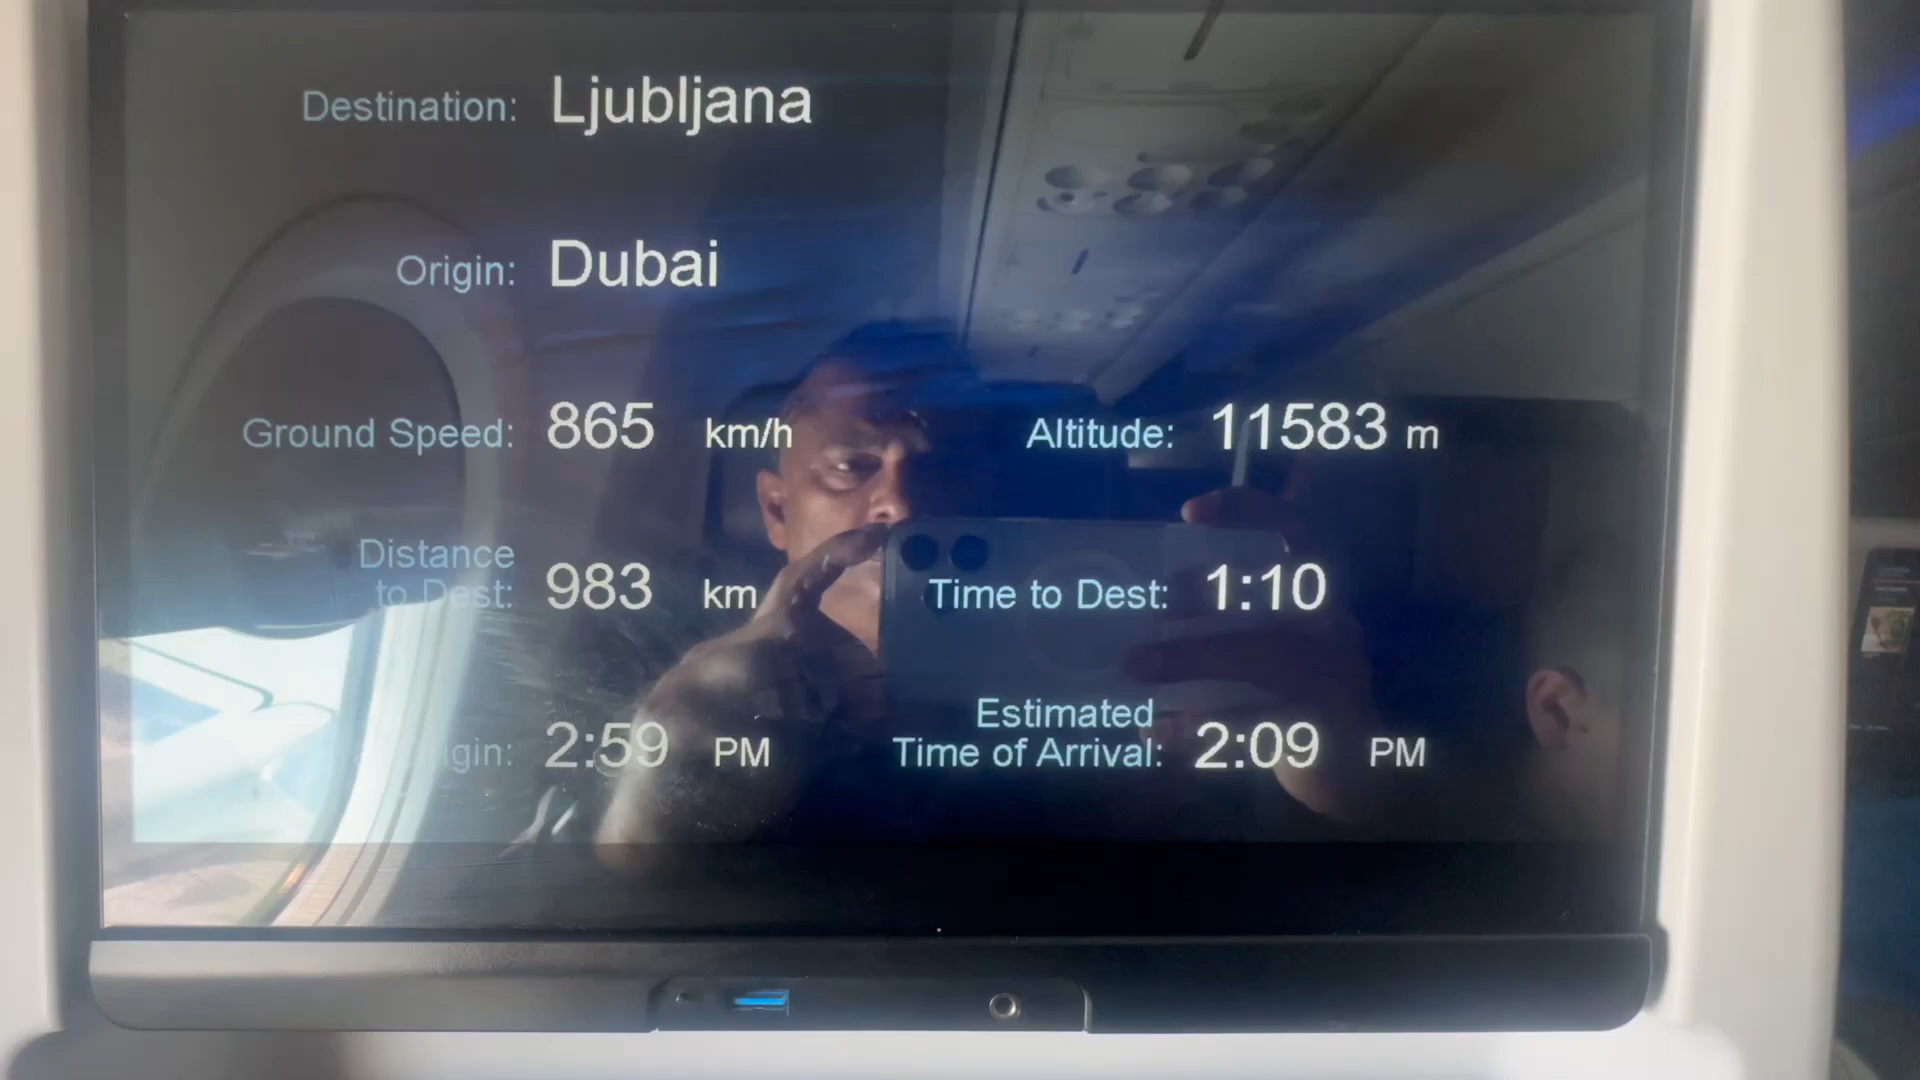 Destination: Ljubljana
Origin: Dubai
Ground Speed: 865 km/h Altitude: 11583 m
Distance
to Dest: 983 km Time to Dest: 1:10
Estimated
2:59 PM Time of Arrival: 2:09 PM